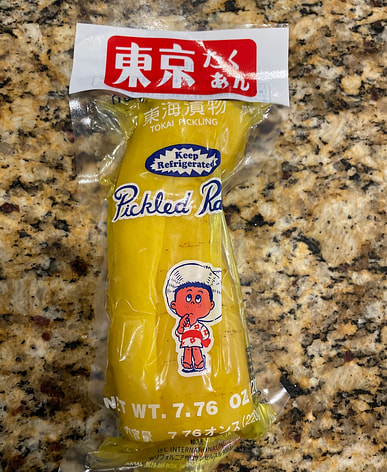 東京 たくあん
東海漬物
TOKAI PICKLING
Keep
Refrigerated
Pickled Ra
NET WT. 7.76 OZ
7.76オンス